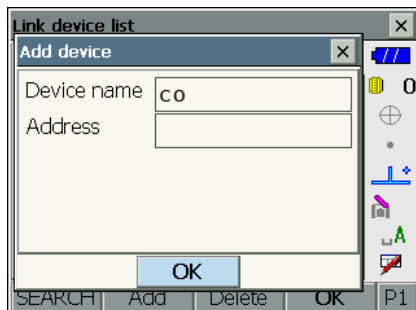 Link device list
Add device
Device name co
Address
0
A
OK
SEARCH Add Delete OK P1